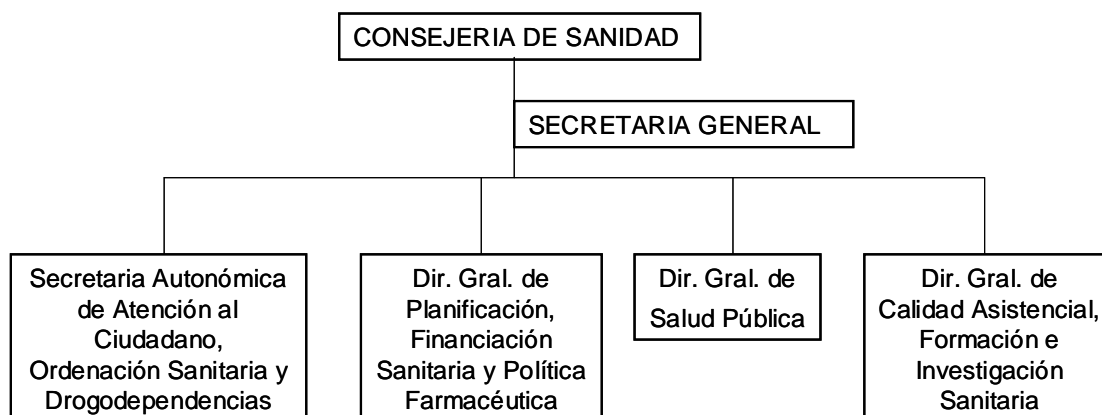 CONSEJERIA DE SANIDAD
SECRETARIA GENERAL
Secretaria Autonómica
de Atención al
Ciudadano,
Ordenación Sanitaria y
Drogodependencias
Dir. Gral. de
Planificación,
Financiación
Sanitaria y Política
Farmacéutica
Dir. Gral. de
Salud Pública
Dir. Gral. de
Calidad Asistencial,
Formación e
Investigación
Sanitaria